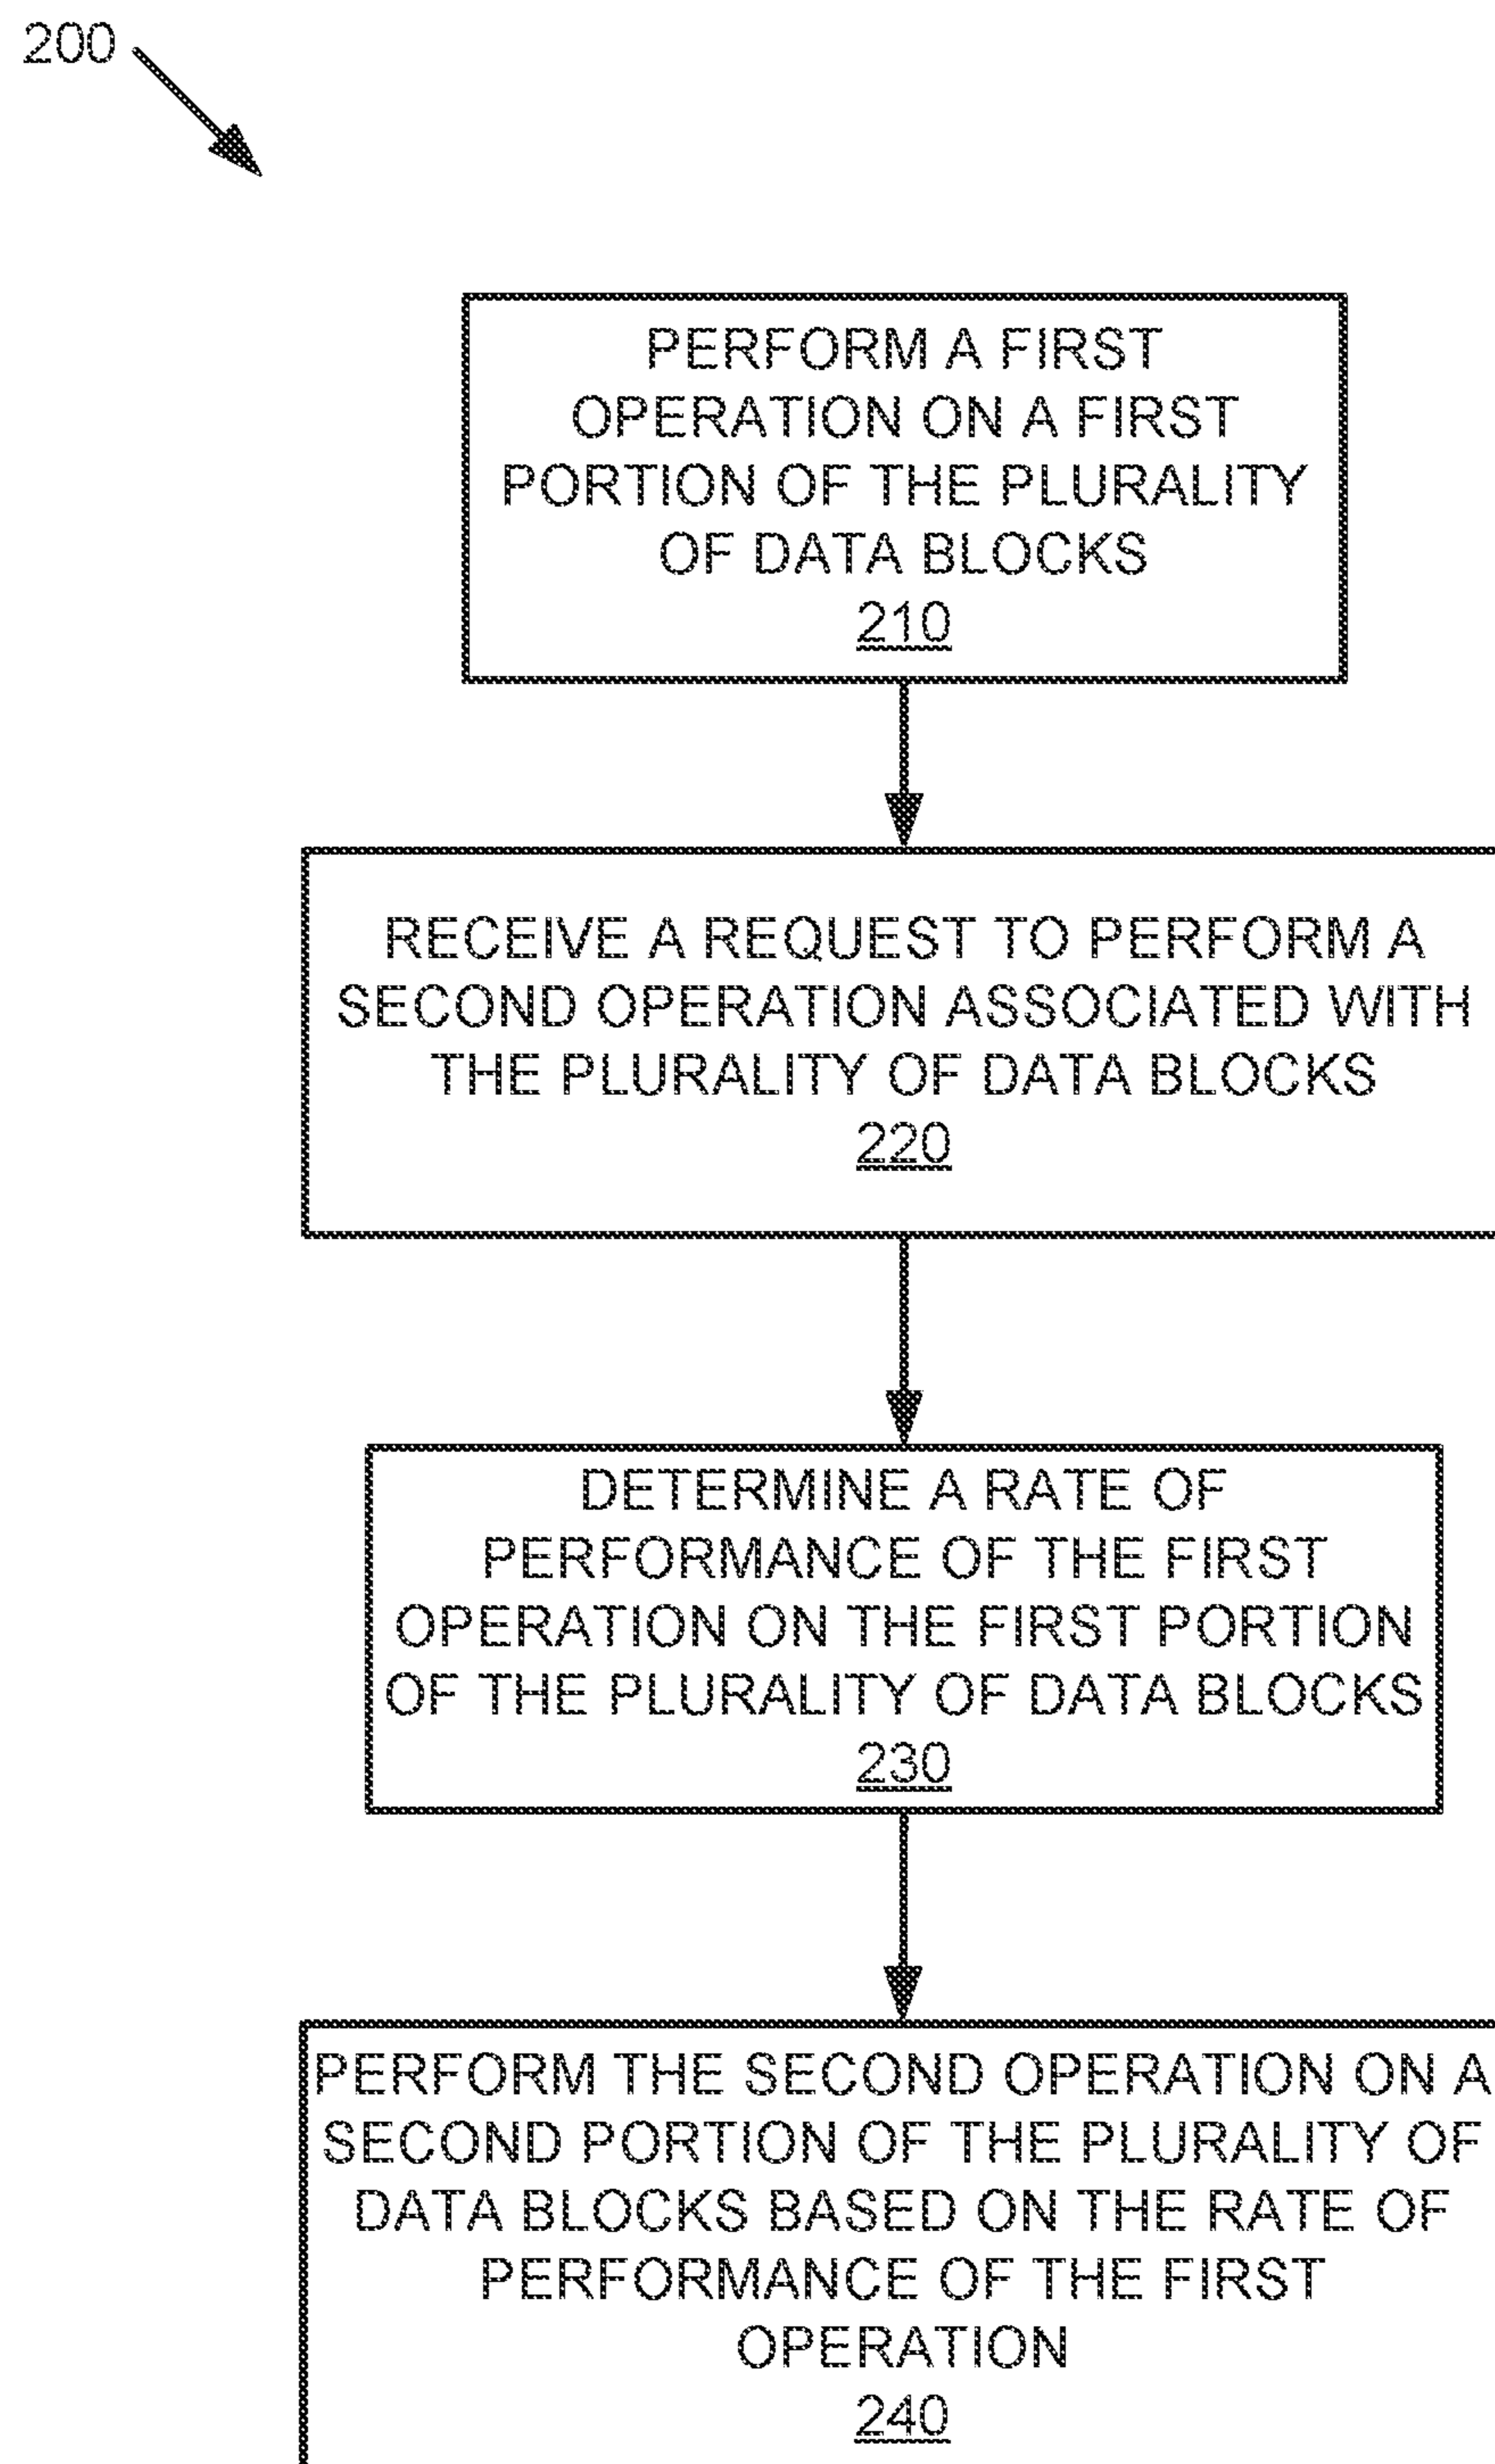 200
PERFORM A FIRST
OPERATION ON A FIRST
PORTION OF THE PLURALITY
OF DATA BLOCKS
210
RECEIVE A REQUEST TO PERFORM A
SECOND OPERATION ASSOCIATED WITH
THE PLURALITY OF DATA BLOCKS
220
DETERMINE A RATE OF
PERFORMANCE OF THE FIRST
OPERATION ON THE FIRST PORTION
OF THE PLURALITY OF DATA BLOCKS
230
PERFORM THE SECOND OPERATION ON A
SECOND PORTION OF THE PLURALITY OF
DATA BLOCKS BASED ON THE RATE OF
PERFORMANCE OF THE FIRST
OPERATION
240